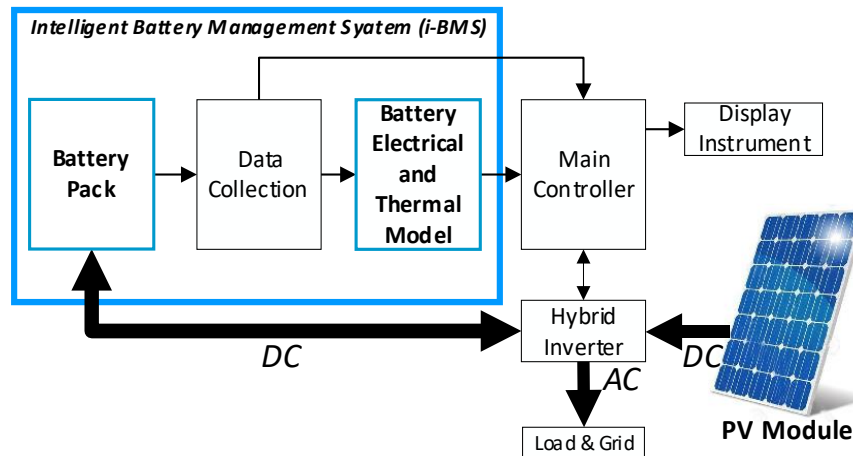 Intelligent Battery Management Syatem (i-BMS)
Battery
Pack
Data
Collection
Battery
Electrical
and
Thermal
Model
Main
Controller
Display
Instrument
Hybrid
Inverter
DC
DC
AC
Load & Grid
PV Module